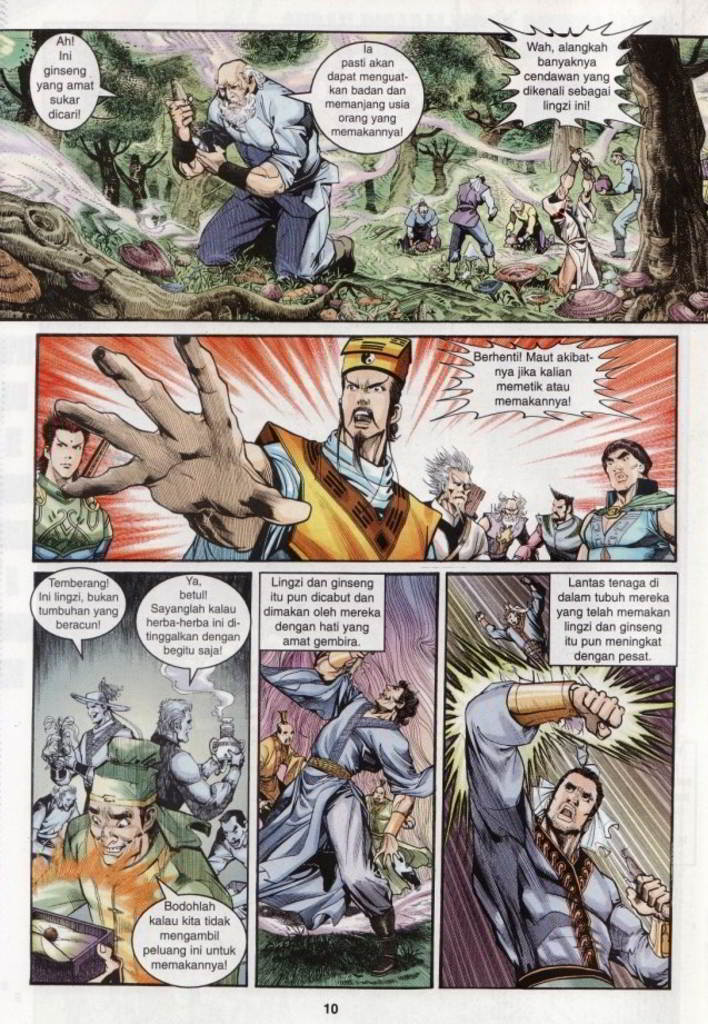 Ah!
Ini
ginseng
yang amat
sukar
dicari!
Ia
pasti akan
dapat menguat-
kan badan dan
memanjang usia
orang yang
memakannya!
Wah, alangkah
banyaknya
cendawan yang
dikenali sebagai
lingzi ini!
Berhenti! Maut akibat-
nya jika kalian
memetik atau
memakannya!
Temberang!
Ini lingzi, bukan
tumbuhan yang
beracun!
Ya,
betul!
Sayanglah kalau
herba-herba ini di-
tinggalkan dengan
begitu saja!
Bodohlah
kalau kita tidak
mengambil
peluang ini untuk
memakannya!
Lingzi dan ginseng
itu pun dicabut dan
dimakan oleh mereka
dengan hati yang
amat gembira.
Lantas tenaga di
dalam tubuh mereka
yang telah memakan
lingzi dan ginseng
itu pun meningkat
dengan pesat.
10